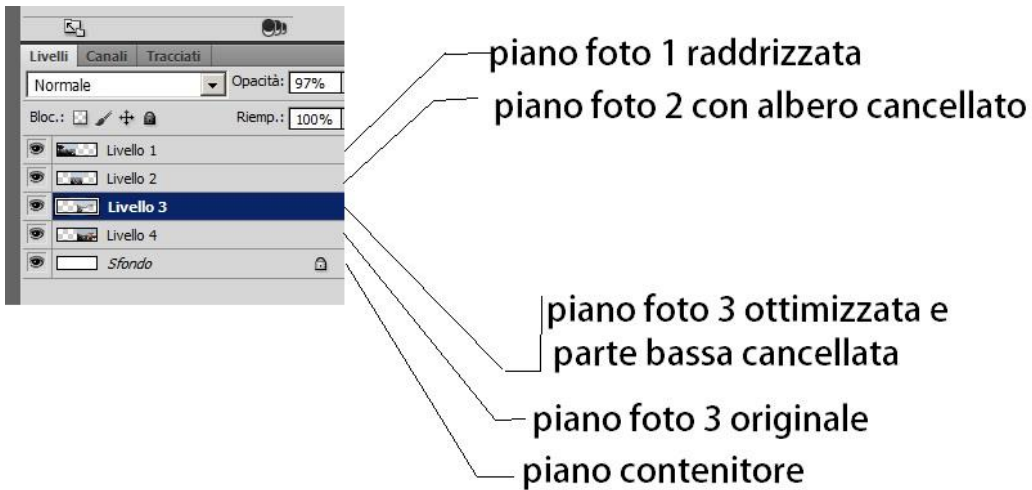 Livelli Canali Tracciati
Normale Opacità: 97%
Bloc.: Riemp.: 100%
Livello 1
Livello 2
Livello 3
Livello 4
Sfondo
piano foto 1 raddrizzata
piano foto 2 con albero cancellato
piano foto 3 ottimizzata e
parte bassa cancellata
piano foto 3 originale
piano contenitore